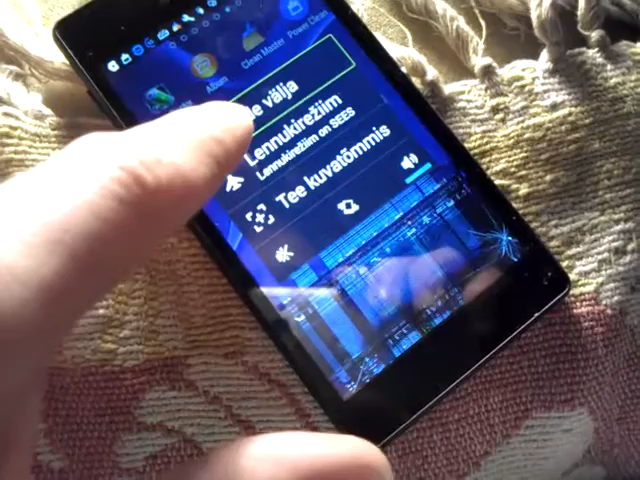 Album
Clean Master
Power Clean
välja
Lennukirežiim
Lennukirežiim on SEES
Tee kuvatõmmis